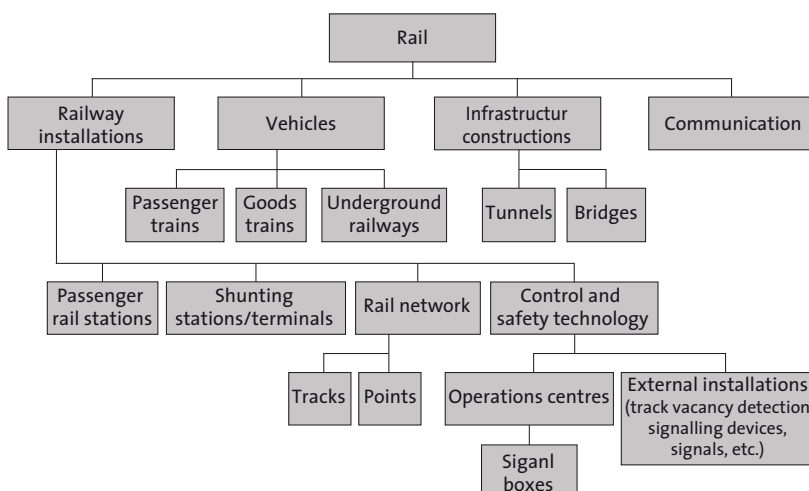 Rail
Railway
installations
Vehicles
Infrastructur
constructions
Communication
Passenger
trains
Goods
trains
Underground
railways
Tunnels
Bridges
Passenger
rail stations
Shunting
stations/terminals
Rail network
Control and
safety technology
Tracks
Points
Operations centres
External installations
(track vacancy detection
signalling devices,
signals, etc.)
Siganl
boxes